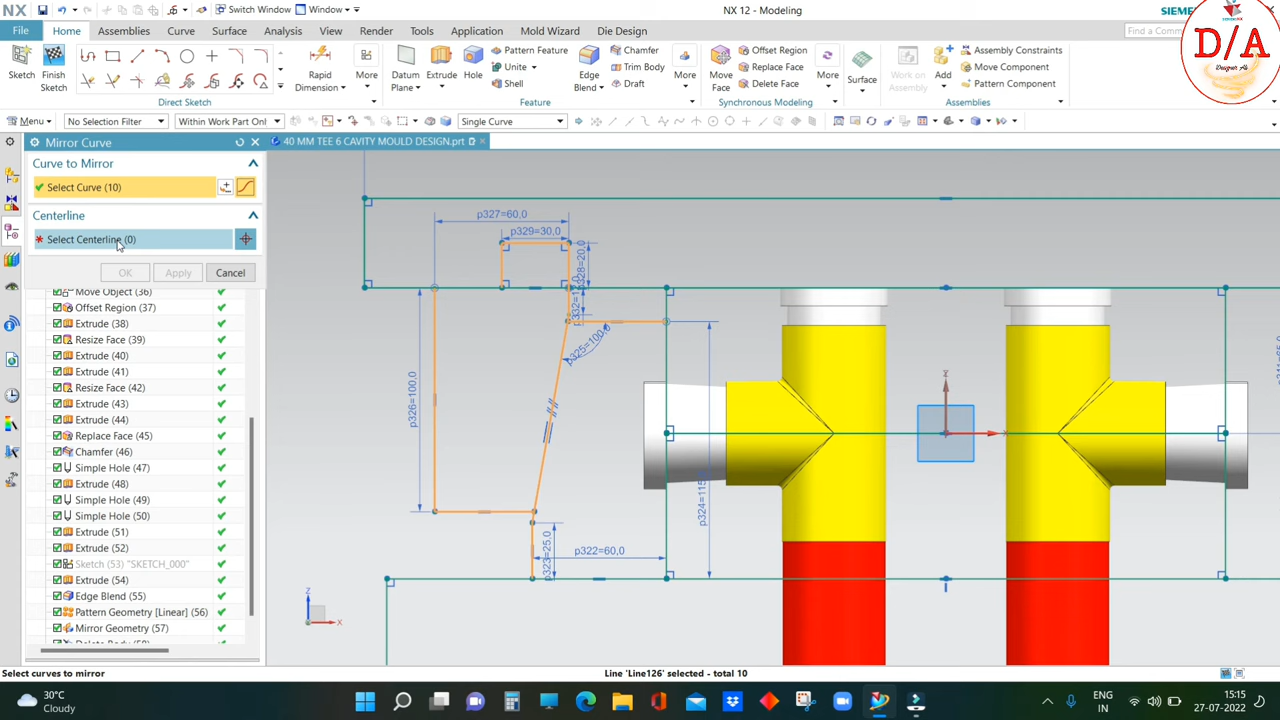 NX
Switch Window
Window
NX 12 - Modeling
SIEMENS
File
Home
Assemblies
Curve
Surface
Analysis
View
Render
Tools
Application
Mould Wizard
Die Design
D/A
Designer Ali
Sketch
Finish Sketch
Rapid Dimension
More
Datum Plane
Extrude
Hole
Pattern Feature
Unite
Shell
Edge Blend
Chamfer
Trim Body
Draft
More
Move Face
Offset Region
Replace Face
Delete Face
More
Surface
Work on Assembly
Add
Assembly Constraints
Move Component
Pattern Component
Direct Sketch
Feature
Synchronous Modeling
Assemblies
Menu
No Selection Filter
Within Work Part Onl
Single Curve
Mirror Curve
40 MM TEE 6 CAVITY MOULD DESIGN.prt
Curve to Mirror
Select Curve (10)
Centerline
Select Centerline (0)
OK
Apply
Cancel
Move Object (36)
Offset Region (37)
Extrude (38)
Resize Face (39)
Extrude (40)
Extrude (41)
Resize Face (42)
Extrude (43)
Extrude (44)
Replace Face (45)
Chamfer (46)
Simple Hole (47)
Extrude (48)
Simple Hole (49)
Simple Hole (50)
Extrude (51)
Extrude (52)
Sketch (53) "SKETCH_000"
Extrude (54)
Edge Blend (55)
Pattern Geometry [Linear] (56)
Mirror Geometry (57)
p327=60,0
p329=30,0
p325=100,0
p326=100,0
p322=60,0
p323=25,0
Z
X
Select curves to mirror
Line 'Line126' selected - total 10
30°C
Cloudy
ENG
IN
15:15
27-07-2022